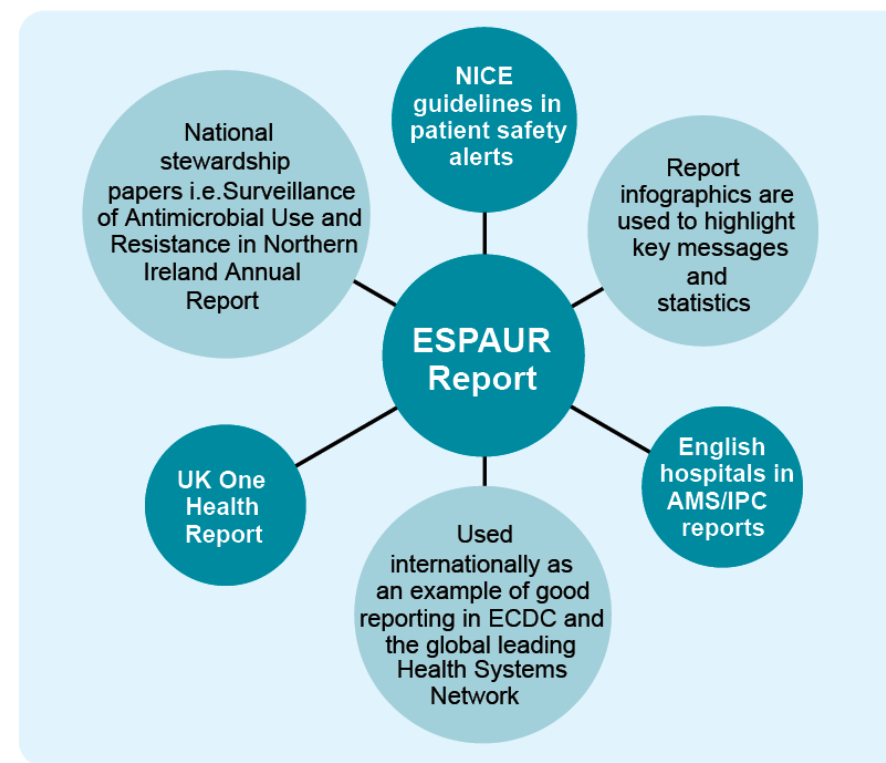 NICE
guidelines in
patient safety
alerts
National
stewardship
papers i.e.Surveillance
of Antimicrobial Use and
Resistance in Northern
Ireland Annual
Report
Report
infographics are
used to highlight
key messages
and
statistics
ESPAUR
Report
UK One
Health
Report
English
hospitals in
AMS/IPC
reports
Used
internationally as
an example of good
reporting in ECDC and
the global leading
Health Systems
Network